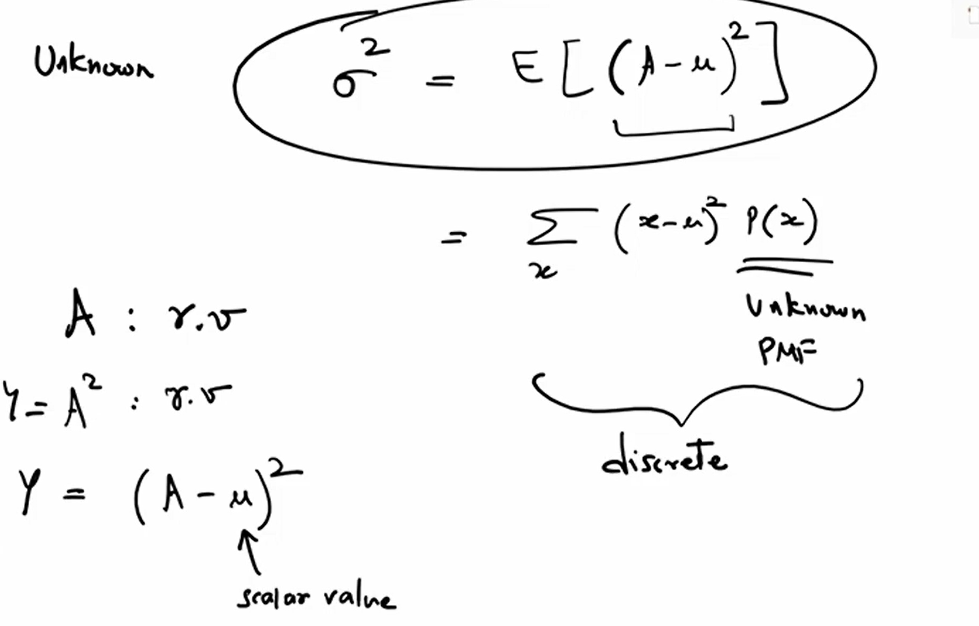 Unknown σ² = E[(A-μ)²]
= Σ (x-μ)² P(x)
x
Unknown
PMF
discrete
A : r.v
Y = A² : r.v
Y = (A - μ)²
scalar value